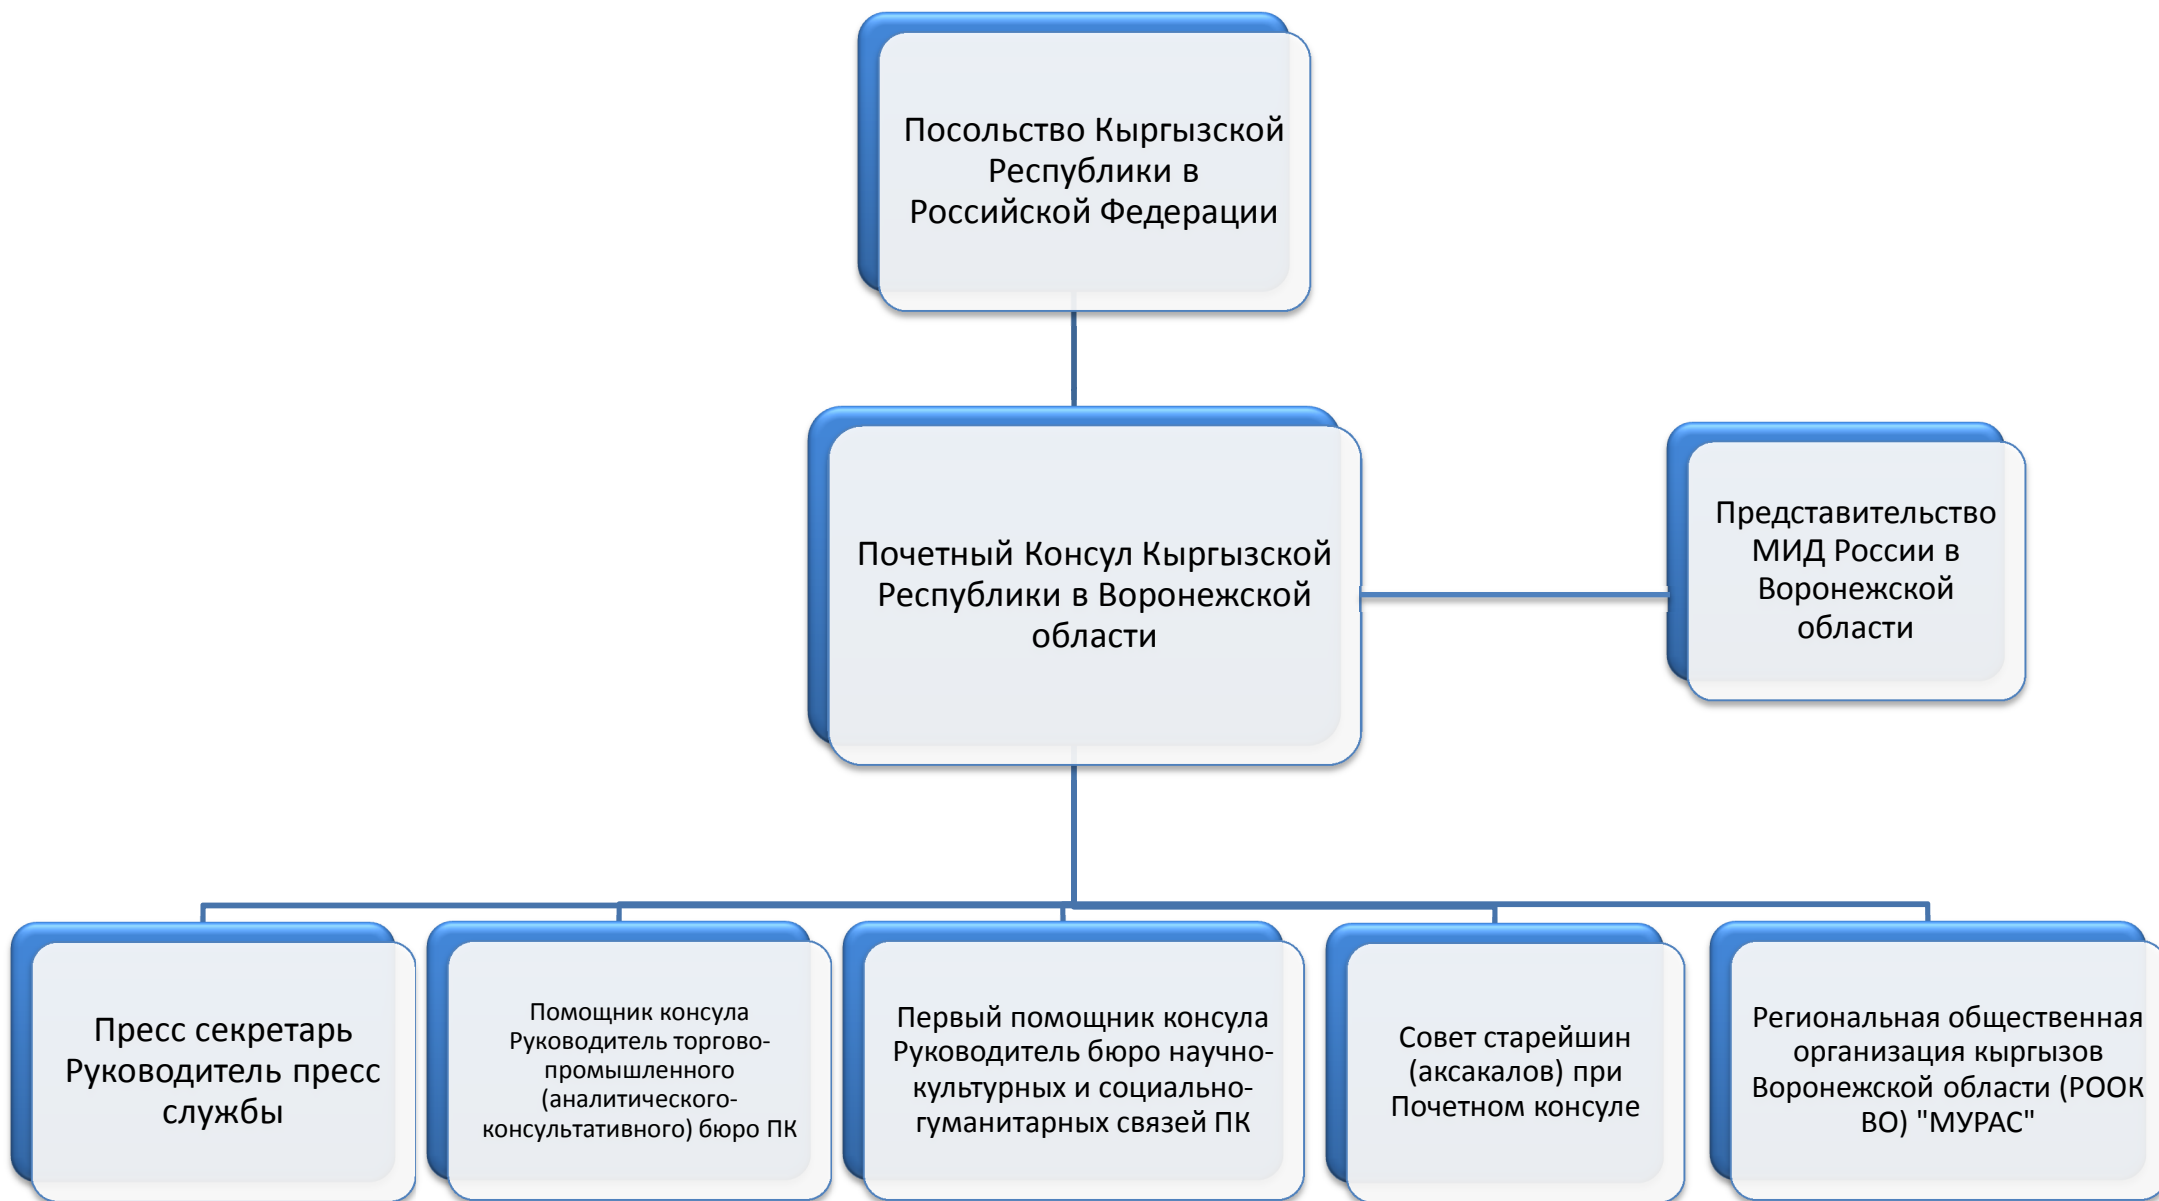 Посольство Кыргызской
Республики в
Российской Федерации
Почетный Консул Кыргызской
Республики в Воронежской
области
Представительство
МИД России в
Воронежской
области
Пресс секретарь
Руководитель пресс
службы
Помощник консула
Руководитель торгово-
промышленного
(аналитического-
консультативного) бюро ПК
Первый помощник консула
Руководитель бюро научно-
культурных и социально-
гуманитарных связей ПК
Совет старейшин
(аксакалов) при
Почетном консуле
Региональная общественная
организация кыргызов
Воронежской области (РООК
ВО) "МУРАС"